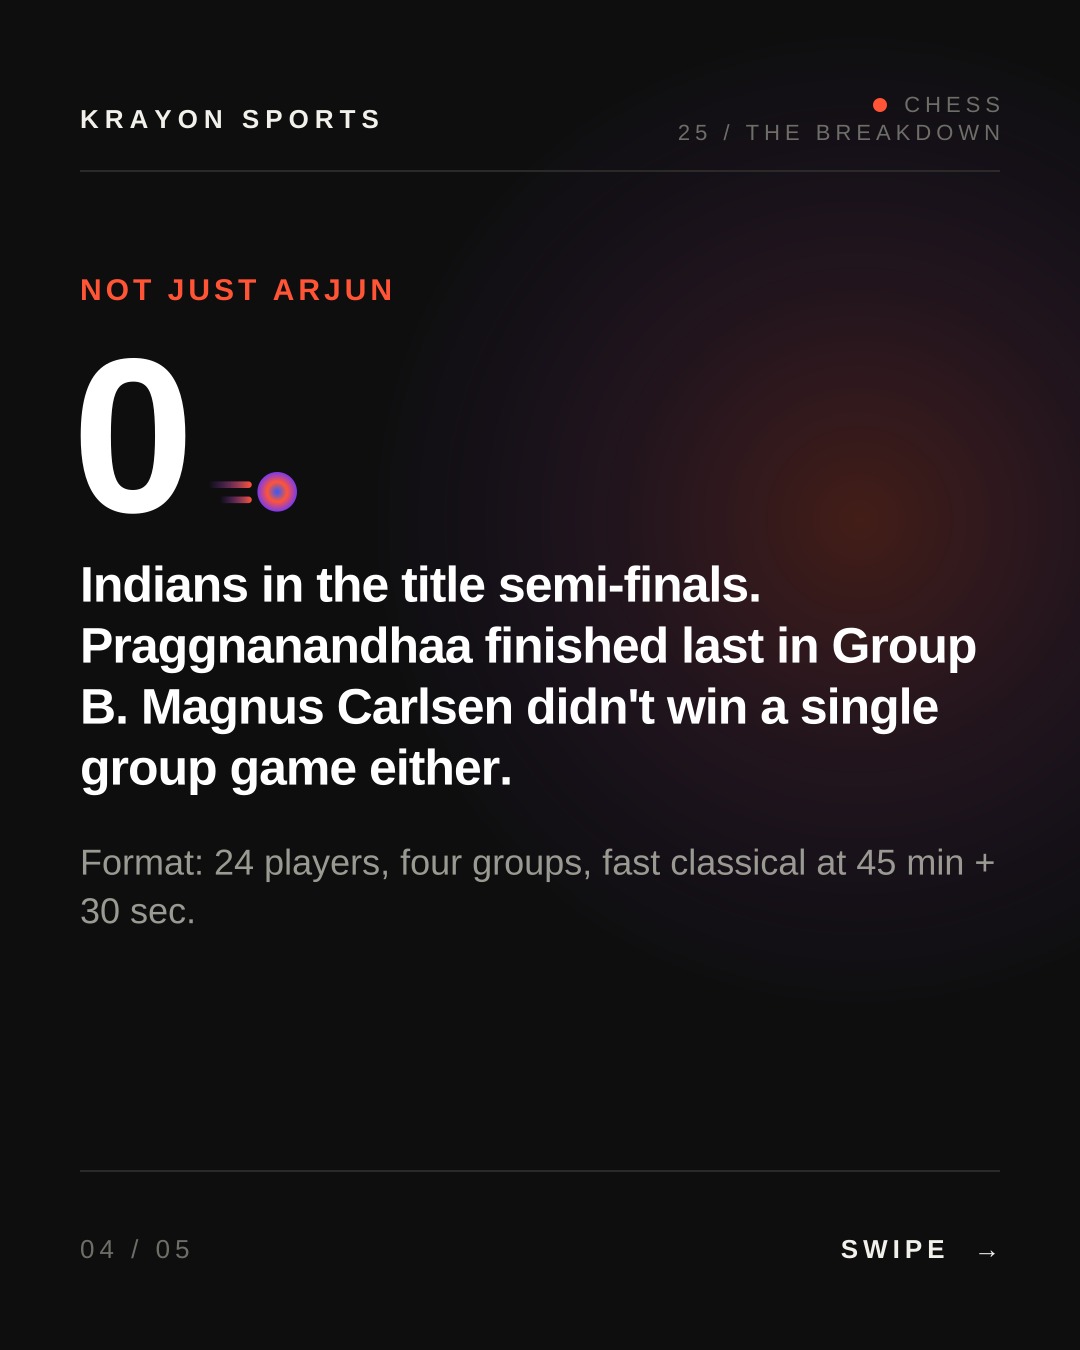 KRAYON SPORTS
CHESS
25 / THE BREAKDOWN
NOT JUST ARJUN
0
Indians in the title semi-finals.
Praggnanandhaa finished last in Group
B. Magnus Carlsen didn't win a single
group game either.
Format: 24 players, four groups, fast classical at 45 min +
30 sec.
04 / 05
SWIPE →